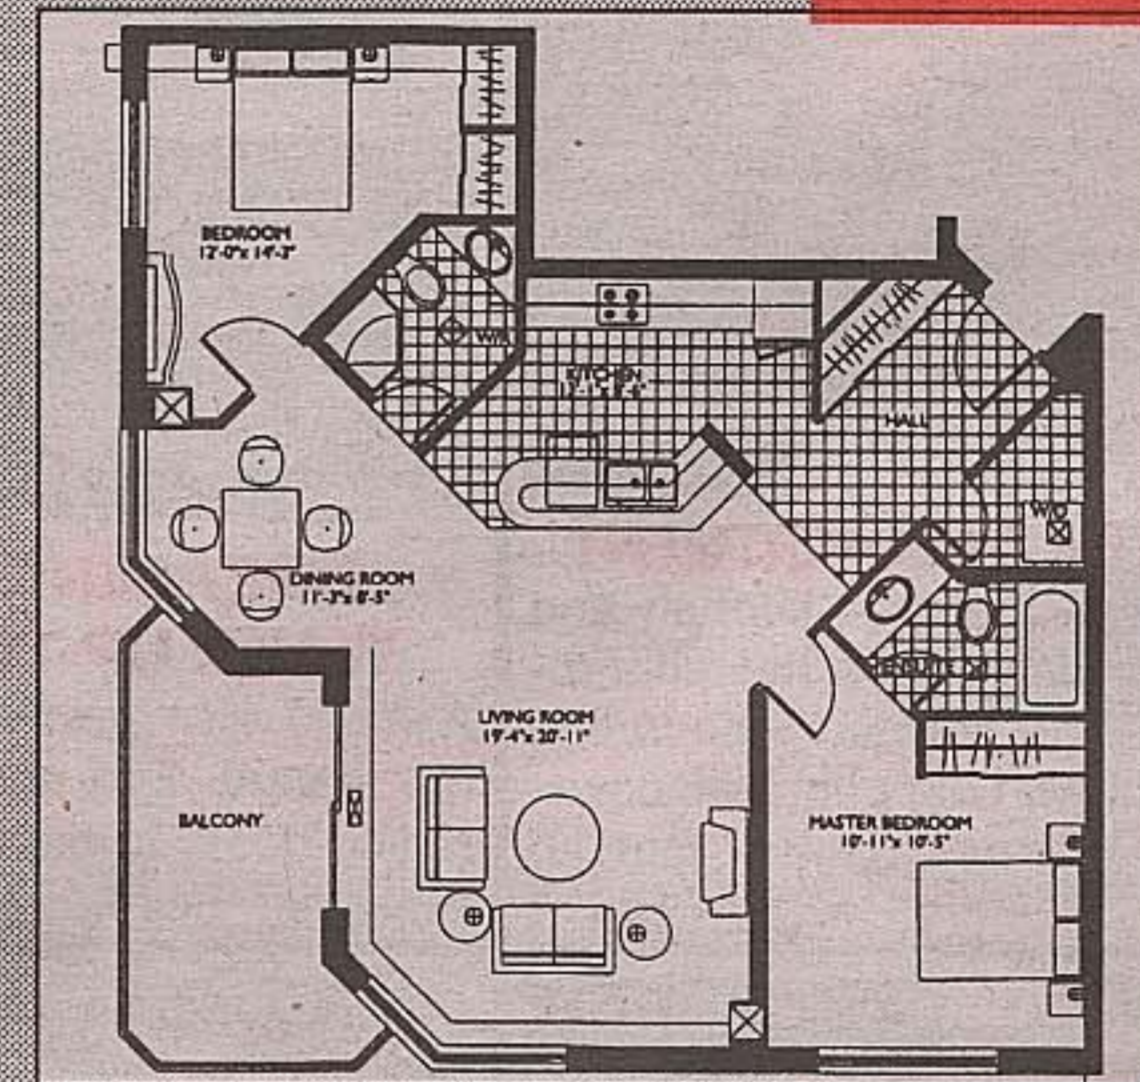 BEDROOM
12'-0"x 14'-2"
KITCHEN
HALL
W/D
DINING ROOM
11'-3"x 8'-5"
ENSUITE
LIVING ROOM
19'-4"x 20'-11"
BALCONY
MASTER BEDROOM
10'-11"x 10'-5"